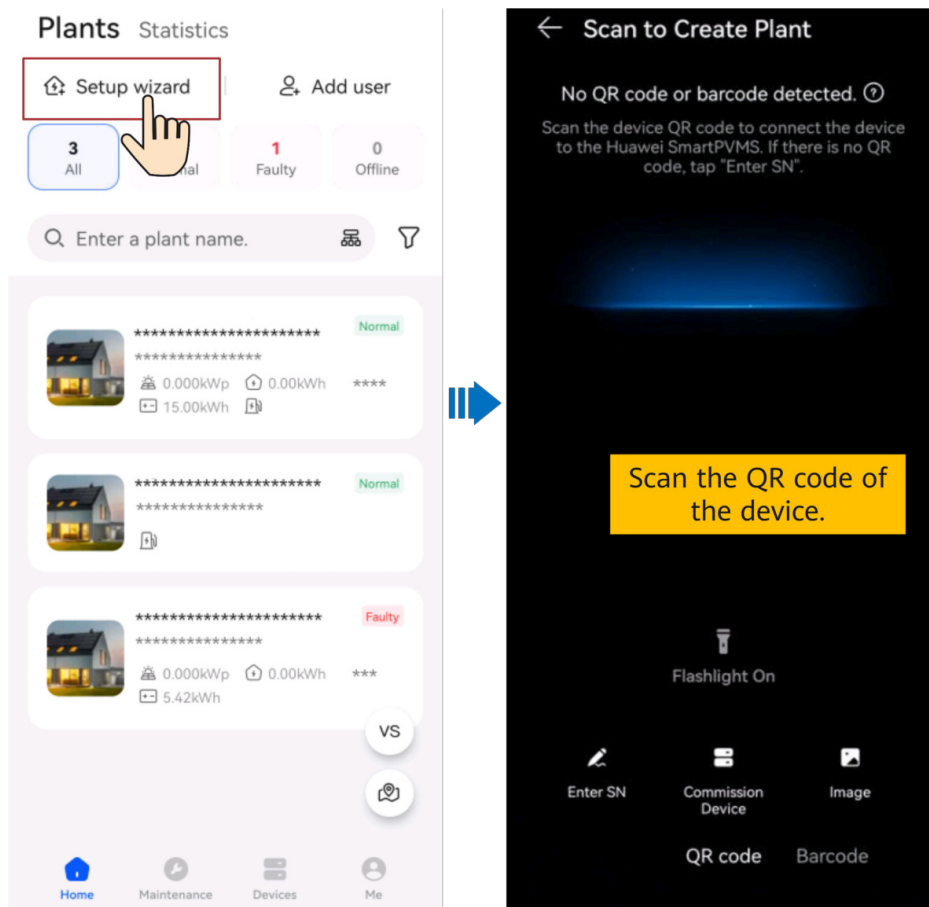 Plants Statistics
Setup wizard
Add user
3
All
1
Faulty
0
Offline
Enter a plant name.
**********************
Normal
***************
0.000kWp 0.00kWh ****
15.00kWh
**********************
Normal
***************
**********************
Faulty
***************
0.000kWp 0.00kWh ***
5.42kWh
VS
Home Maintenance Devices Me
Scan to Create Plant
No QR code or barcode detected.
Scan the device QR code to connect the device
to the Huawei SmartPVMS. If there is no QR
code, tap "Enter SN".
Scan the QR code of
the device.
Flashlight On
Enter SN
Commission
Device
Image
QR code Barcode